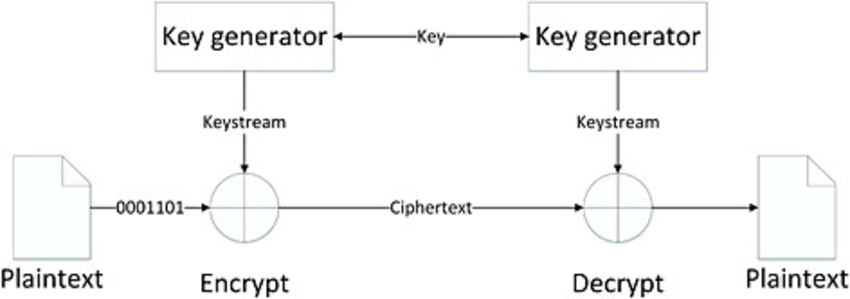 Key generator
Key
Key generator
Keystream
Keystream
0001101
Ciphertext
Plaintext
Encrypt
Decrypt
Plaintext